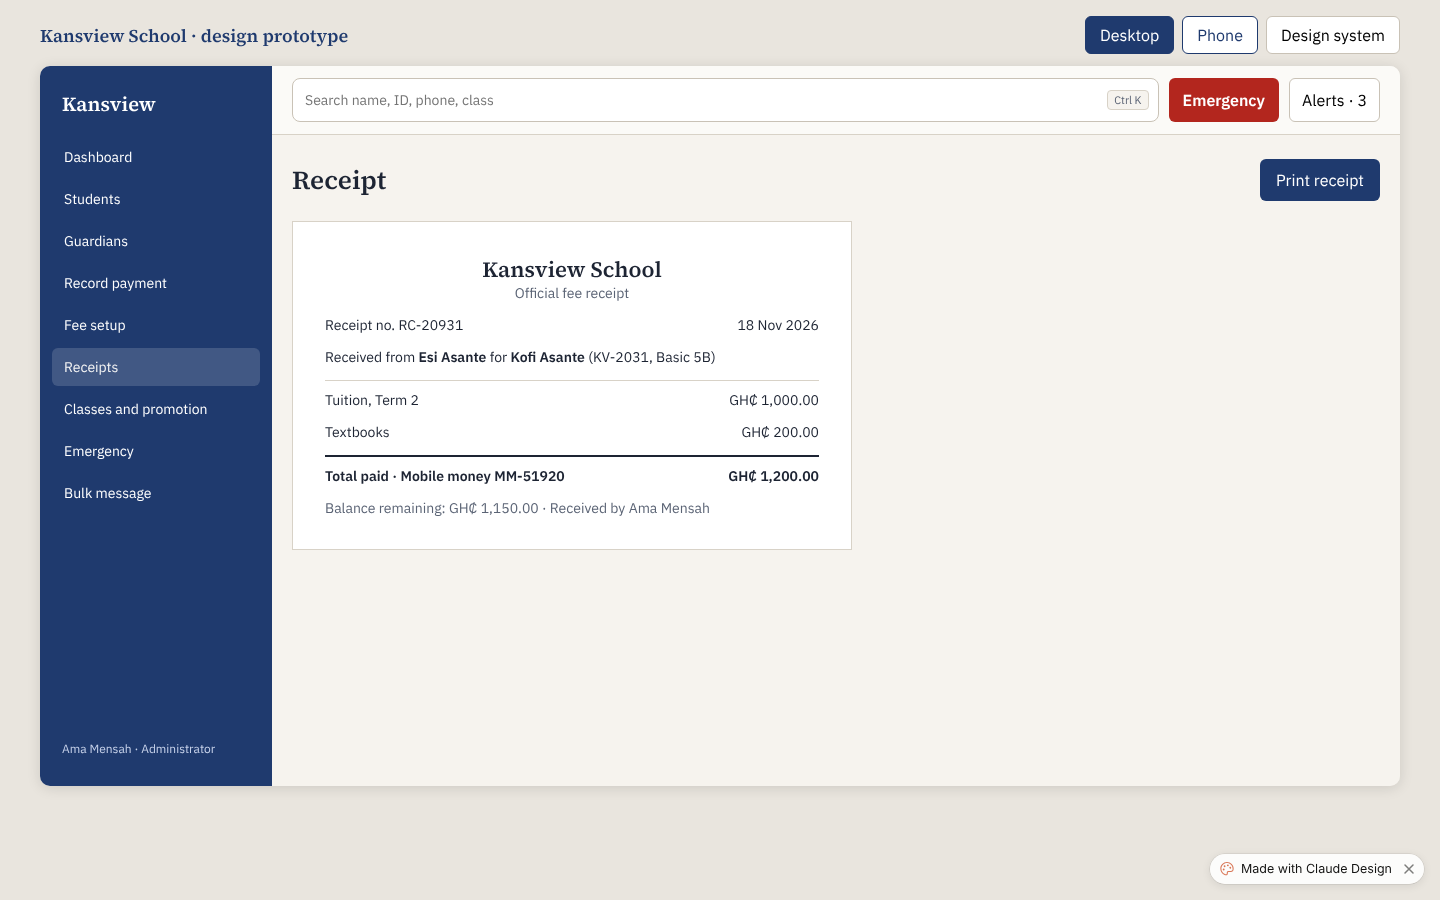 Kansview School · design prototype
Desktop
Phone
Design system
Kansview
Dashboard
Students
Guardians
Record payment
Fee setup
Receipts
Classes and promotion
Emergency
Bulk message
Ama Mensah · Administrator
Search name, ID, phone, class
Ctrl K
Emergency
Alerts · 3
Receipt
Print receipt
Kansview School
Official fee receipt
Receipt no. RC-20931 18 Nov 2026
Received from Esi Asante for Kofi Asante (KV-2031, Basic 5B)
Tuition, Term 2 GH₵ 1,000.00
Textbooks GH₵ 200.00
Total paid · Mobile money MM-51920 GH₵ 1,200.00
Balance remaining: GH₵ 1,150.00 · Received by Ama Mensah
Made with Claude Design